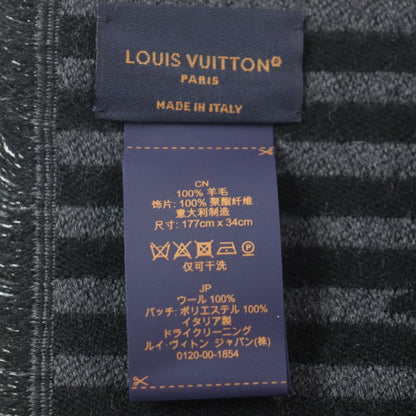 LOUIS VUITTON®
PARIS
MADE IN ITALY
CN
100% 羊毛
饰片: 100% 聚酯纤维
意大利制造
尺寸: 177cm x 34cm
仅可干洗
JP
ウール 100%
パッチ: ポリエステル 100%
イタリア製
ドライクリーニング
ルイ・ヴィトン ジャパン(株)
0120-00-1854